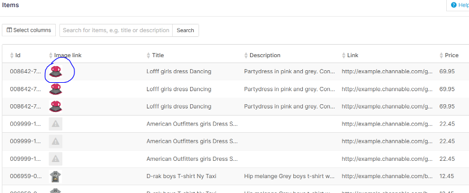 Items
Help
Select columns
Search for items, e.g. title or description
Search
Id Image link Title Description Link Price
008642-7... Lofff girls dress Dancing Partydress in pink and grey. Con... http://example.channable.com/g... 69.95
008642-7... Lofff girls dress Dancing Partydress in pink and grey. Con... http://example.channable.com/g... 69.95
008642-7... Lofff girls dress Dancing Partydress in pink and grey. Con... http://example.channable.com/g... 69.95
009999-1... American Outfitters girls Dress S... http://example.channable.com/g... 22.45
009999-1... American Outfitters girls Dress S... http://example.channable.com/g... 22.45
009999-1... American Outfitters girls Dress S... http://example.channable.com/g... 22.45
008959-0... D-rak boys T-shirt Ny Taxi Hip melange Grey boys t-shirt w... http://example.channable.com/b... 12.45